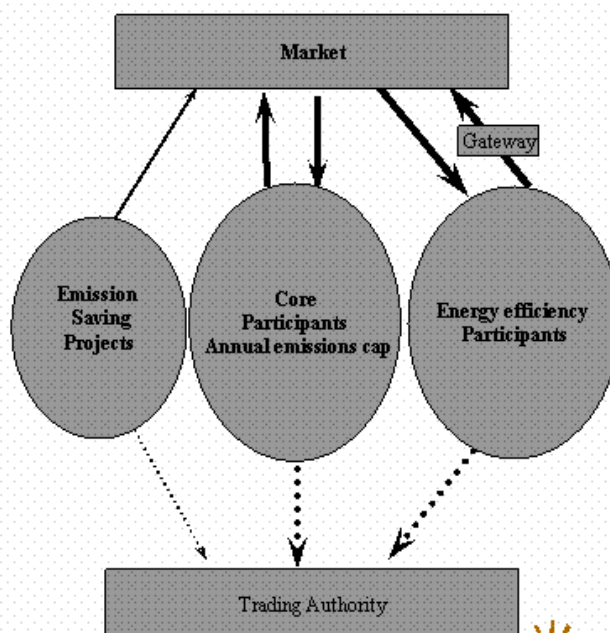 Market
Gateway
Emission
Saving
Projects
Core
Participants
Annual emissions cap
Energy efficiency
Participants
Trading Authority